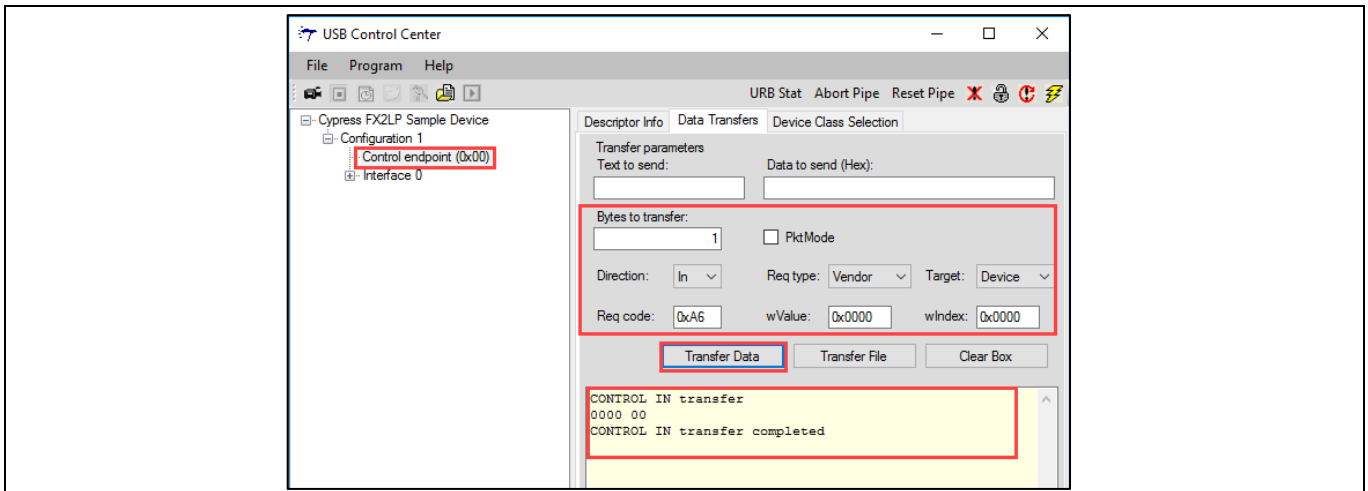 USB Control Center
File Program Help
URB Stat Abort Pipe Reset Pipe
Cypress FX2LP Sample Device
Configuration 1
Control endpoint (0x00)
Interface 0
Descriptor Info Data Transfers Device Class Selection
Transfer parameters
Text to send: Data to send (Hex):
Bytes to transfer:
1 PktMode
Direction: In Req type: Vendor Target: Device
Req code: 0xA6 wValue: 0x0000 wIndex: 0x0000
Transfer Data Transfer File Clear Box
CONTROL IN transfer
0000 00
CONTROL IN transfer completed